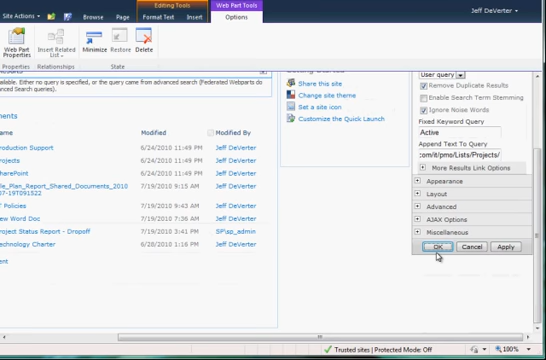 Editing Tools Web Part Tools
Jeff DeVerter
Site Actions Browse Page Format Text Insert Options
Web Part Properties
Insert Related List
Minimize
Restore
Delete
Properties Relationships State
available. Either no query is specified, or the query came from advanced search (Federated Webparts do
anced Search queries).
ments
ame Modified Modified By
roduction Support 6/24/2010 11:49 PM Jeff DeVerter
rojects 6/24/2010 11:49 PM Jeff DeVerter
harePoint 6/24/2010 11:49 PM Jeff DeVerter
le_Plan_Report_Shared_Documents_2010 7/19/2010 9:15 AM Jeff DeVerter
-07-19T091522
Policies 7/19/2010 9:43 AM Jeff DeVerter
ew Word Doc 7/19/2010 7:36 AM Jeff DeVerter
roject Status Report - Dropoff 7/19/2010 3:41 PM SP\sp_admin
echnology Charter 6/28/2010 1:16 PM Jeff DeVerter
ent
Share this site
Change site theme
Set a site icon
Customize the Quick Launch
User query
Remove Duplicate Results
Enable Search Term Stemming
Ignore Noise Words
Fixed Keyword Query
Active
Append Text To Query
:om/it/pmo/Lists/Projects/
More Results Link Options
Appearance
Layout
Advanced
AJAX Options
Miscellaneous
OK Cancel Apply
Trusted sites | Protected Mode: Off 100%